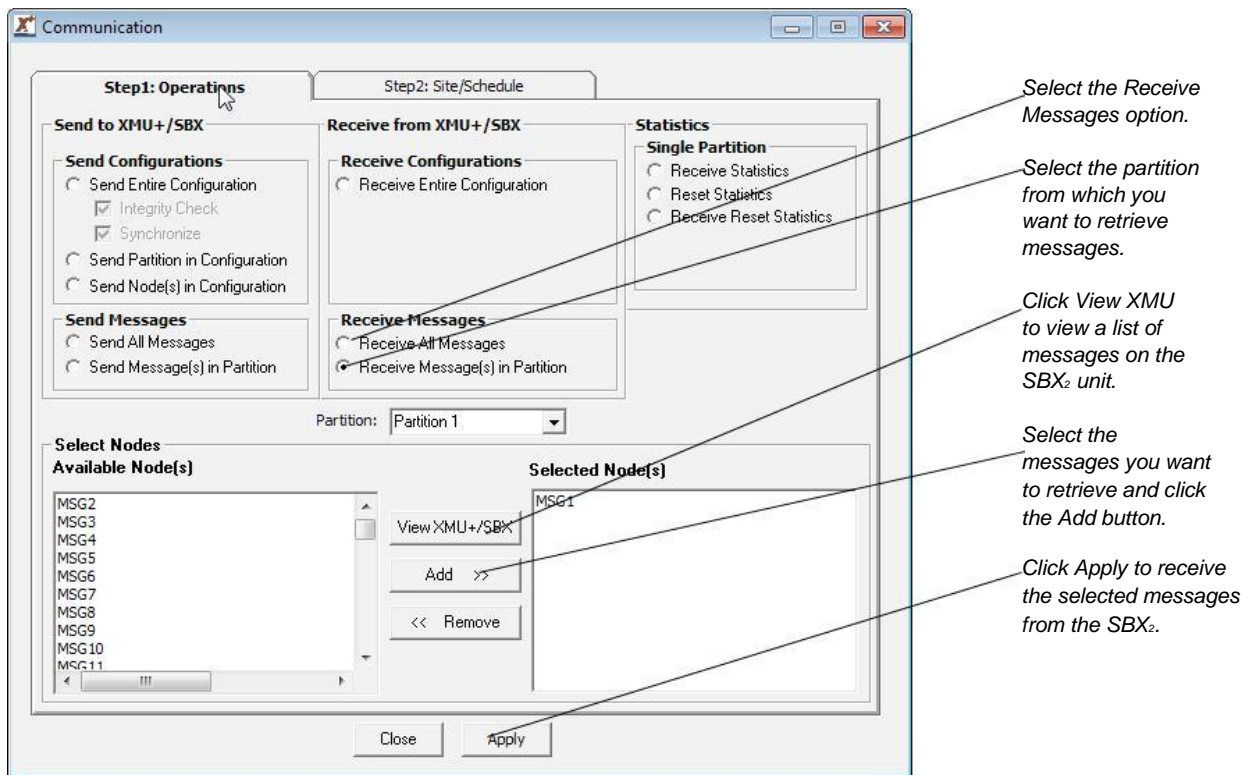 Communication
Step1: Operations
Step2: Site/Schedule
Send to XMU+/SBX
Send Configurations
Send Entire Configuration
Integrity Check
Synchronize
Send Partition in Configuration
Send Node(s) in Configuration
Send Messages
Send All Messages
Send Message(s) in Partition
Receive from XMU+/SBX
Receive Configurations
Receive Entire Configuration
Receive Messages
Receive All Messages
Receive Message(s) in Partition
Statistics
Single Partition
Receive Statistics
Reset Statistics
Receive Reset Statistics
Partition: Partition 1
Select Nodes
Available Node(s)
MSG2
MSG3
MSG4
MSG5
MSG6
MSG7
MSG8
MSG9
MSG10
MSG11
View XMU+/SBX
Add >>
<< Remove
Selected Node(s)
MSG1
Close
Apply
Select the Receive
Messages option.
Select the partition
from which you
want to retrieve
messages.
Click View XMU
to view a list of
messages on the
SBX₂ unit.
Select the
messages you want
to retrieve and click
the Add button.
Click Apply to receive
the selected messages
from the SBX₂.